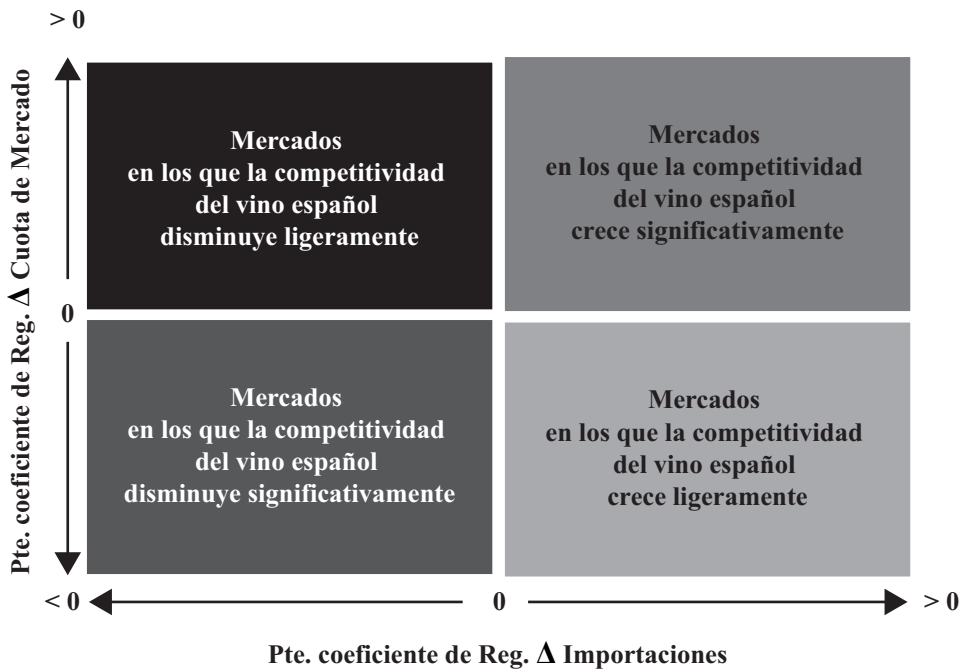 > 0
Pte. coeficiente de Reg. Δ Cuota de Mercado
Mercados
en los que la competitividad
del vino español
disminuye ligeramente
Mercados
en los que la competitividad
del vino español
crece significativamente
0
Mercados
en los que la competitividad
del vino español
disminuye significativamente
Mercados
en los que la competitividad
del vino español
crece ligeramente
< 0
0
> 0
Pte. coeficiente de Reg. Δ Importaciones